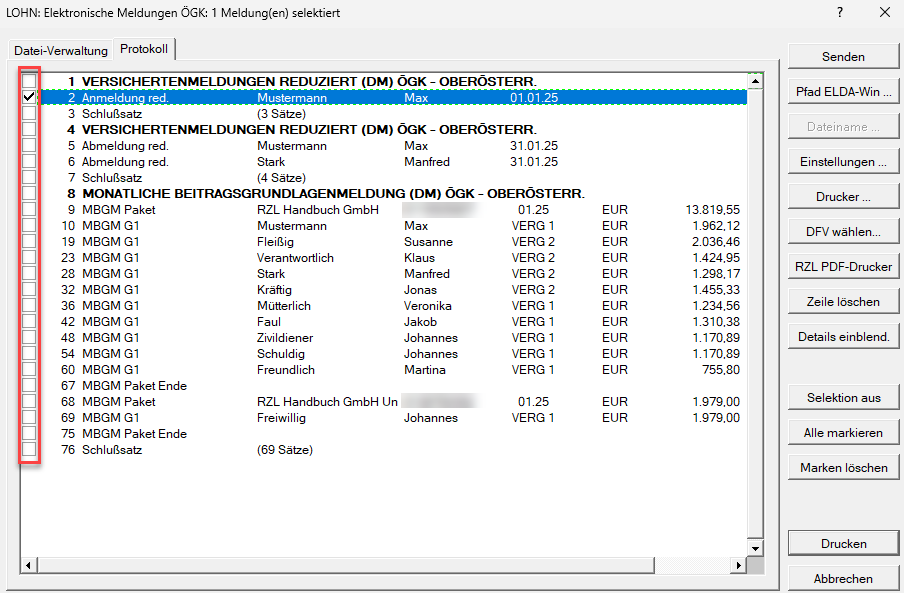 LOHN: Elektronische Meldungen ÖGK: 1 Meldung(en) selektiert ?
Datei-Verwaltung Protokoll
1 VERSICHERTENMELDUNGEN REDUZIERT (DM) ÖGK - OBERÖSTERR.
2 Anmeldung red. Mustermann Max 01.01.25
3 Schlußsatz (3 Sätze)
4 VERSICHERTENMELDUNGEN REDUZIERT (DM) ÖGK - OBERÖSTERR.
5 Abmeldung red. Mustermann Max 31.01.25
6 Abmeldung red. Stark Manfred 31.01.25
7 Schlußsatz (4 Sätze)
8 MONATLICHE BEITRAGSGRUNDLAGENMELDUNG (DM) ÖGK - OBERÖSTERR.
9 MBGM Paket RZL Handbuch GmbH 01.25 EUR 13.819,55
10 MBGM G1 Mustermann Max VERG 1 EUR 1.962,12
19 MBGM G1 Fleißig Susanne VERG 2 EUR 2.036,46
23 MBGM G1 Verantwortlich Klaus VERG 2 EUR 1.424,95
28 MBGM G1 Stark Manfred VERG 2 EUR 1.298,17
32 MBGM G1 Kräftig Jonas VERG 2 EUR 1.455,33
36 MBGM G1 Mütterlich Veronika VERG 1 EUR 1.234,56
42 MBGM G1 Faul Jakob VERG 1 EUR 1.310,38
48 MBGM G1 Zivildiener Johannes VERG 1 EUR 1.170,89
54 MBGM G1 Schuldig Johannes VERG 1 EUR 1.170,89
60 MBGM G1 Freundlich Martina VERG 1 EUR 755,80
67 MBGM Paket Ende
68 MBGM Paket RZL Handbuch GmbH Un 01.25 EUR 1.979,00
69 MBGM G1 Freiwillig Johannes VERG 1 EUR 1.979,00
75 MBGM Paket Ende
76 Schlußsatz (69 Sätze)
Senden
Pfad ELDA-Win ...
Dateiname ...
Einstellungen ...
Drucker ...
DFV wählen...
RZL PDF-Drucker
Zeile löschen
Details einblend.
Selektion aus
Alle markieren
Marken löschen
Drucken
Abbrechen